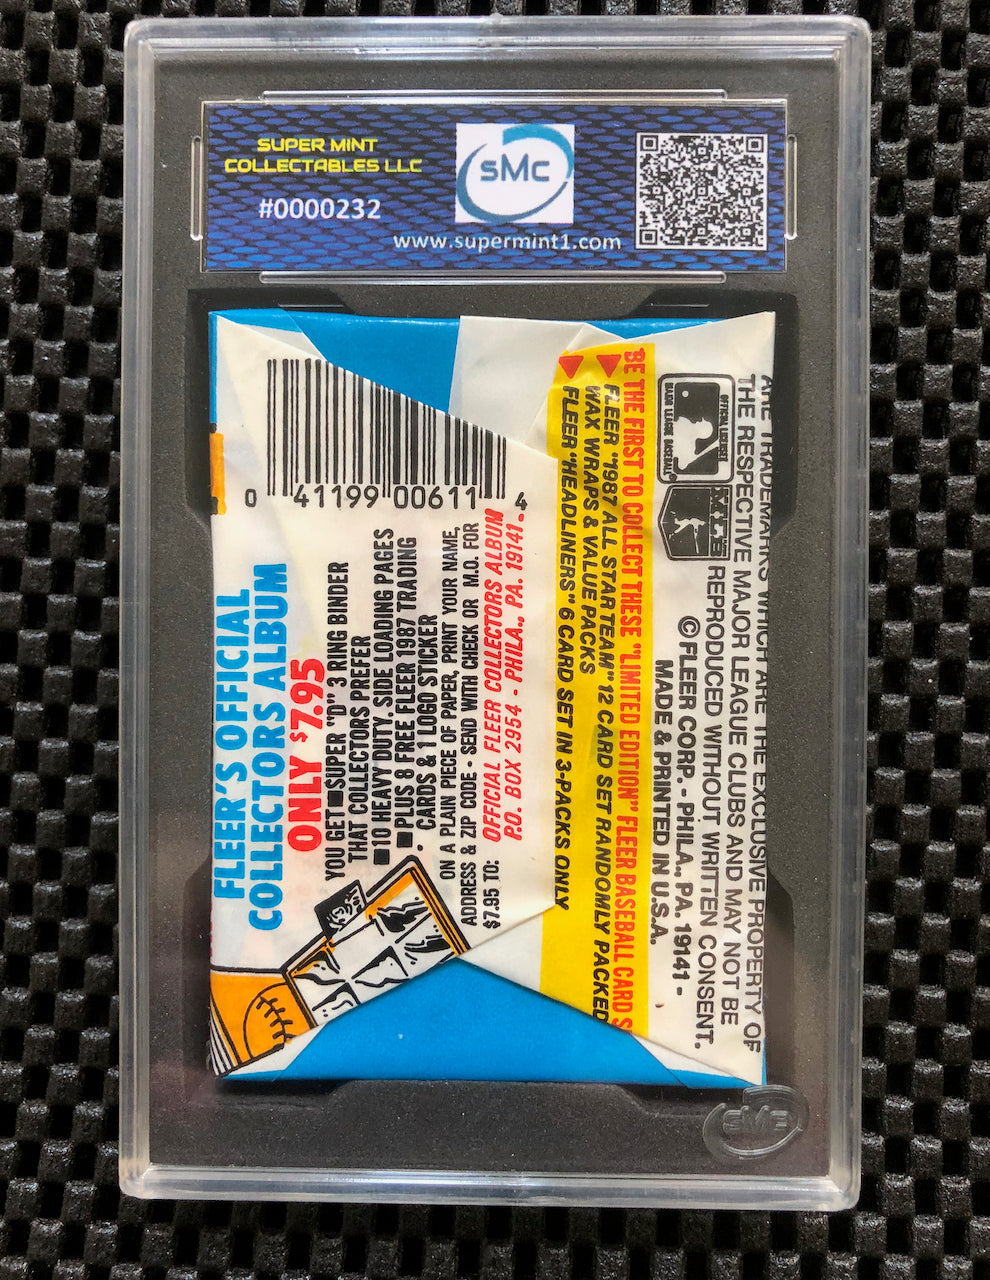 SUPER MINT
COLLECTABLES LLC
#0000232
SMC
www.supermint1.com
0 41199 00611 4
FLEER'S OFFICIAL
COLLECTORS ALBUM
ONLY $7.95
YOU GET ■ SUPER "D" 3 RING BINDER
THAT COLLECTORS PREFER
■ 10 HEAVY DUTY, SIDE LOADING PAGES
■ PLUS 8 FREE FLEER 1987 TRADING
CARDS & 1 LOGO STICKER
ON A PLAIN PIECE OF PAPER, PRINT YOUR NAME,
ADDRESS & ZIP CODE - SEND WITH CHECK OR M.O. FOR
$7.95 TO: OFFICIAL FLEER COLLECTORS ALBUM
P.O. BOX 2954 - PHILA., PA. 19141.
BE THE FIRST TO COLLECT THESE "LIMITED EDITION" FLEER BASEBALL CARD S
FLEER "1987 ALL STAR TEAM" 12 CARD SET RANDOMLY PACKED
WAX WRAPS & VALUE PACKS
FLEER "HEADLINERS" 6 CARD SET IN 3-PACKS ONLY
OFFICIAL LICENSEE
MAJOR LEAGUE BASEBALL
ARE TRADEMARKS WHICH ARE THE EXCLUSIVE PROPERTY OF
THE RESPECTIVE MAJOR LEAGUE CLUBS AND MAY NOT BE
REPRODUCED WITHOUT WRITTEN CONSENT.
©FLEER CORP. - PHILA., PA. 19141 -
MADE & PRINTED IN U.S.A.
SMC